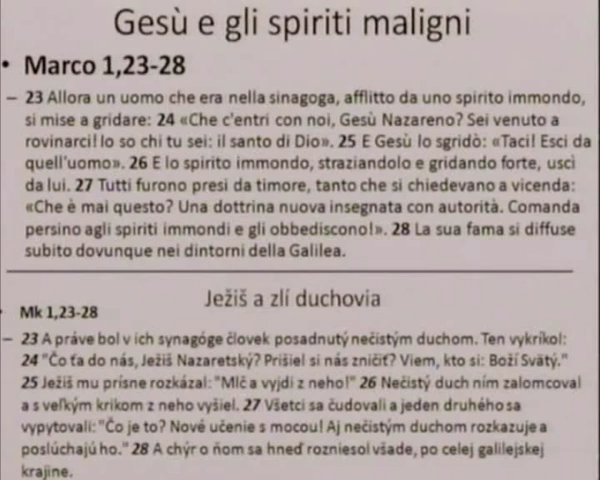 Gesù e gli spiriti maligni
• Marco 1,23-28
– 23 Allora un uomo che era nella sinagoga, afflitto da uno spirito immondo,
si mise a gridare: 24 «Che c'entri con noi, Gesù Nazareno? Sei venuto a
rovinarci! Io so chi tu sei: il santo di Dio». 25 E Gesù lo sgridò: «Taci! Esci da
quell'uomo». 26 E lo spirito immondo, straziandolo e gridando forte, uscì
da lui. 27 Tutti furono presi da timore, tanto che si chiedevano a vicenda:
«Che è mai questo? Una dottrina nuova insegnata con autorità. Comanda
persino agli spiriti immondi e gli obbediscono!». 28 La sua fama si diffuse
subito dovunque nei dintorni della Galilea.
Ježiš a zlí duchovia
• Mk 1,23-28
– 23 A práve bol v ich synagóge človek posadnutý nečistým duchom. Ten vykríkol:
24 "Čo ťa do nás, Ježiš Nazaretský? Prišiel si nás zničiť? Viem, kto si: Boží Svätý."
25 Ježiš mu prísne rozkázal: "Mlč a vyjdi z neho!" 26 Nečistý duch ním zalomcoval
a s veľkým krikom z neho vyšiel. 27 Všetci sa čudovali a jeden druhého sa
vypytovali: "Čo je to? Nové učenie s mocou! Aj nečistým duchom rozkazuje a
poslúchajú ho." 28 A chýr o ňom sa hneď rozniesol všade, po celej galilejskej
krajine.